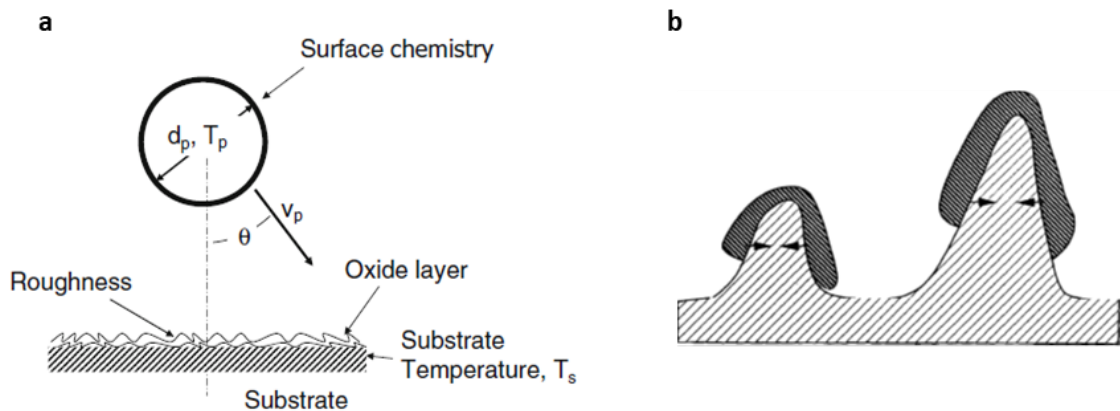 a
b
Surface chemistry
dp, Tp
vp
θ
Roughness
Oxide layer
Substrate
Temperature, Ts
Substrate